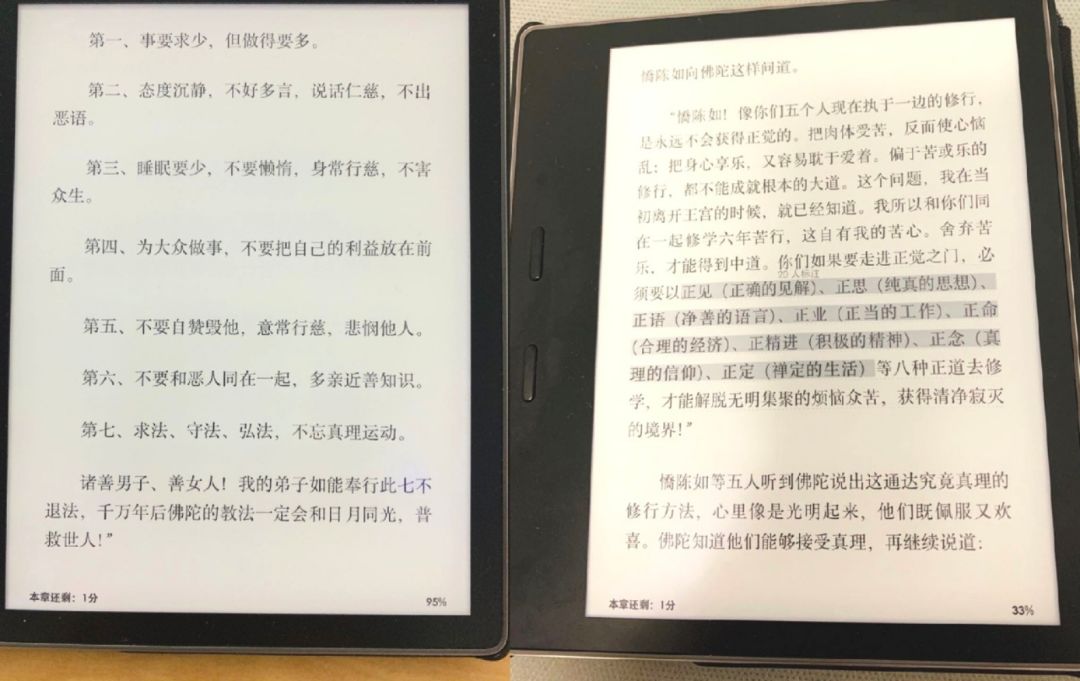 第一、事要求少，但做得要多。
第二、态度沉静，不好多言，说话仁慈，不出
恶语。
第三、睡眠要少，不要懒惰，身常行慈，不害
众生。
第四、为大众做事，不要把自己的利益放在前
面。
第五、不要自赞毁他，意常行慈，悲悯他人。
第六、不要和恶人同在一起，多亲近善知识。
第七、求法、守法、弘法，不忘真理运动。
诸善男子、善女人！我的弟子如能奉行此七不
退法，千万年后佛陀的教法一定会和日月同光，普
救世人！”
本章还剩：1分 95%
憍陈如向佛陀这样问道。
“憍陈如！像你们五个人现在执于一边的修行，
是永远不会获得正觉的。把肉体受苦，反而使心恼
乱；把身心享乐，又容易耽于爱着。偏于苦或乐的
修行，都不能成就根本的大道。这个问题，我在当
初离开王宫的时候，就已经知道。我所以和你们同
在一起修学六年苦行，这自有我的苦心。舍弃苦
乐，才能得到中道。你们如果要走进正觉之门，必
20人标注
须要以正见（正确的见解）、正思（纯真的思想）、
正语（净善的语言）、正业（正当的工作）、正命
（合理的经济）、正精进（积极的精神）、正念（真
理的信仰）、正定（禅定的生活）等八种正道去修
学，才能解脱无明集聚的烦恼众苦，获得清净寂灭
的境界！”
憍陈如等五人听到佛陀说出这通达究竟真理的
修行方法，心里像是光明起来，他们既佩服又欢
喜。佛陀知道他们能够接受真理，再继续说道：
本章还剩：1分 33%